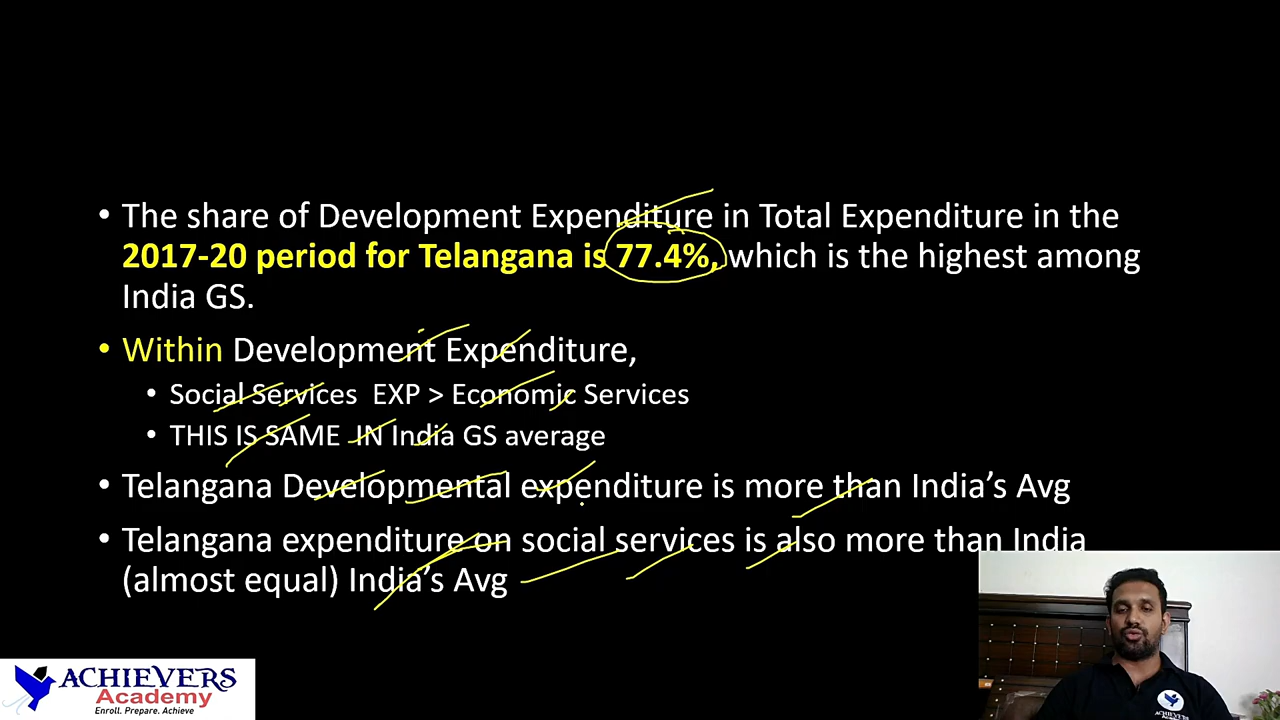 • The share of Development Expenditure in Total Expenditure in the
2017-20 period for Telangana is 77.4%, which is the highest among
India GS.
• Within Development Expenditure,
• Social Services EXP > Economic Services
• THIS IS SAME IN India GS average
• Telangana Developmental expenditure is more than India’s Avg
• Telangana expenditure on social services is also more than India
(almost equal) India’s Avg
ACHIEVERS
Academy
Enroll. Prepare. Achieve
ACHIEVERS